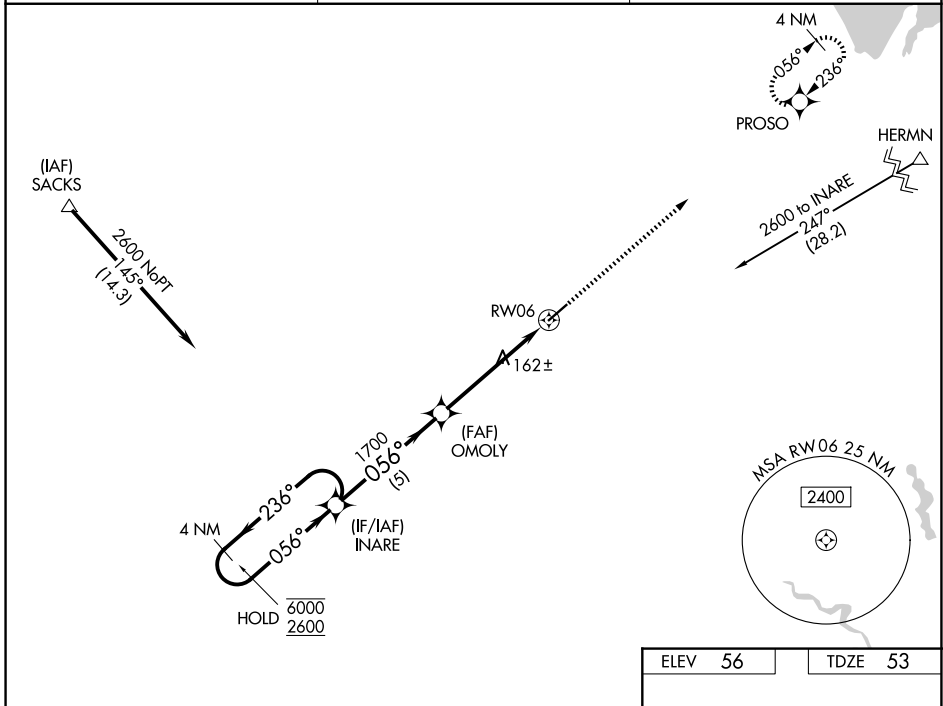 4 NM
056°
236°
PROSO
HERMN
2600 to INARE
247°
(28.2)
(IAF)
SACKS
2600 NoPT
145°
(14.3)
RW06
162±
(FAF)
OMOLY
1700
056°
(5)
236°
4 NM
056°
(IF/IAF)
INARE
HOLD
6000
2600
MSA RW06 25 NM
2400
ELEV 56
TDZE 53